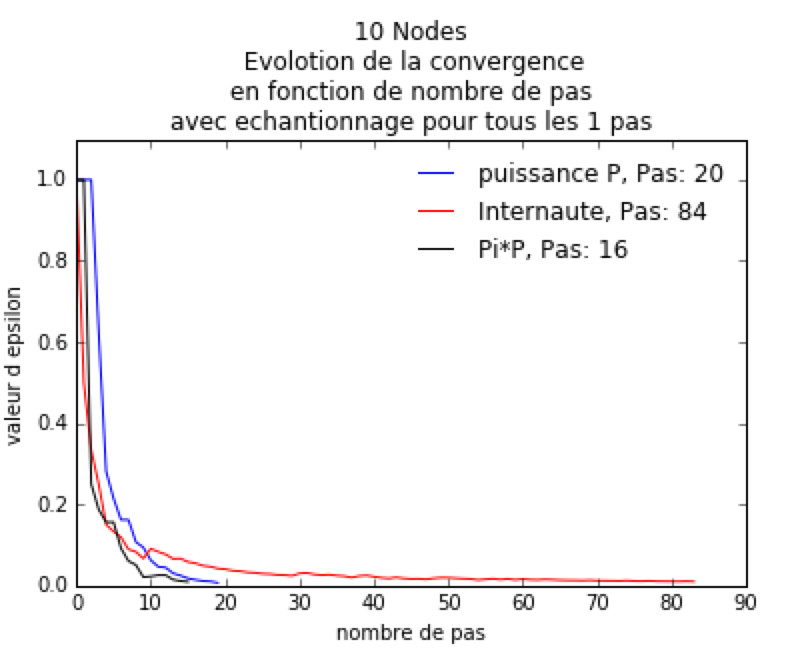 10 Nodes
Evolotion de la convergence
en fonction de nombre de pas
avec echantionnage pour tous les 1 pas
puissance P, Pas: 20
Internaute, Pas: 84
Pi*P, Pas: 16
valeur d epsilon
1.0
0.8
0.6
0.4
0.2
0.0
0 10 20 30 40 50 60 70 80 90
nombre de pas